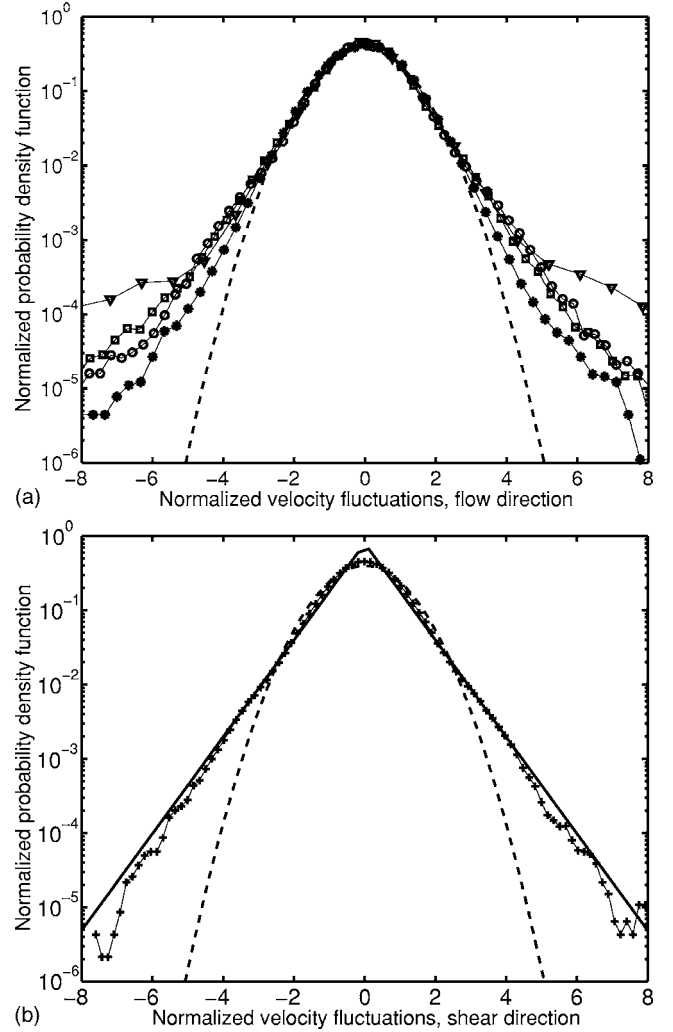 10^0
10^-1
10^-2
10^-3
10^-4
10^-5
10^-6
Normalized probability density function
−8 −6 −4 −2 0 2 4 6 8
(a) Normalized velocity fluctuations, flow direction
10^0
10^-1
10^-2
10^-3
10^-4
10^-5
10^-6
Normalized probability density function
−8 −6 −4 −2 0 2 4 6 8
(b) Normalized velocity fluctuations, shear direction